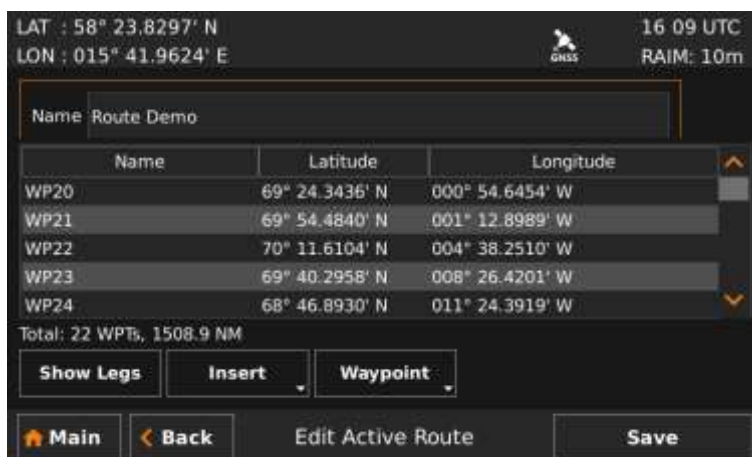 LAT : 58° 23.8297' N
LON : 015° 41.9624' E
GNSS
16 09 UTC
RAIM: 10m
Name Route Demo
Name Latitude Longitude
WP20 69° 24.3436' N 000° 54.6454' W
WP21 69° 54.4840' N 001° 12.8989' W
WP22 70° 11.6104' N 004° 38.2510' W
WP23 69° 40.2958' N 008° 26.4201' W
WP24 68° 46.8930' N 011° 24.3919' W
Total: 22 WPTs, 1508.9 NM
Show Legs Insert Waypoint
Main Back Edit Active Route Save